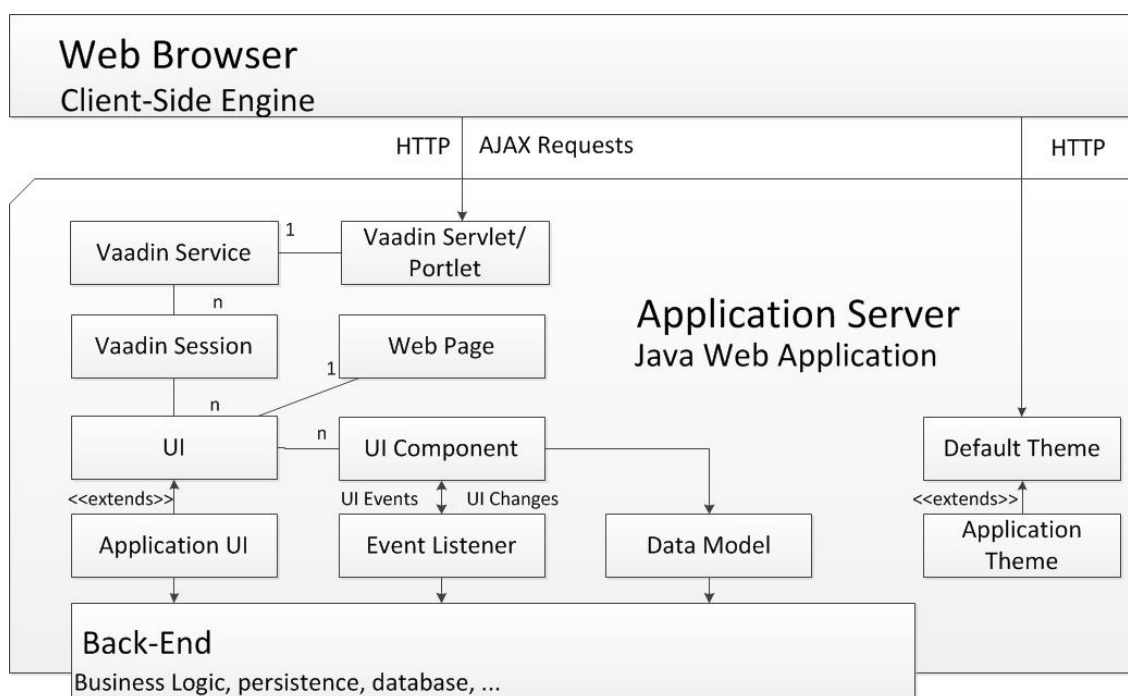 Web Browser
Client-Side Engine
HTTP
AJAX Requests
HTTP
Vaadin Service
1
Vaadin Servlet/
Portlet
n
Application Server
Java Web Application
Vaadin Session
Web Page
1
n
UI
n
UI Component
Default Theme
<<extends>>
UI Events
UI Changes
<<extends>>
Application UI
Event Listener
Data Model
Application
Theme
Back-End
Business Logic, persistence, database, ...